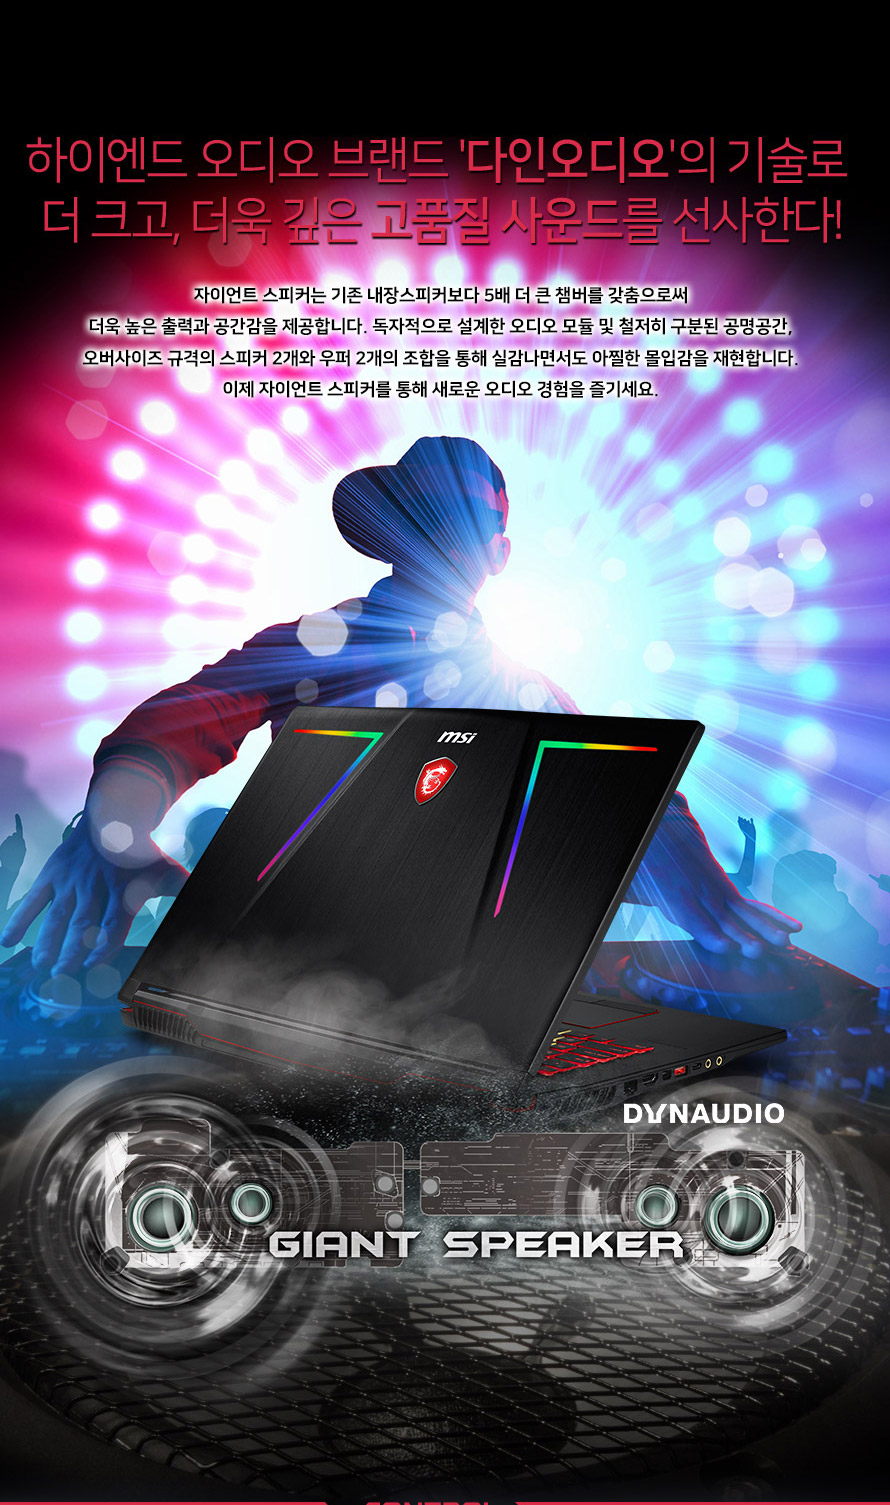 하이엔드 오디오 브랜드 '다인오디오'의 기술로
더 크고, 더욱 깊은 고품질 사운드를 선사한다!
자이언트 스피커는 기존 내장스피커보다 5배 더 큰 챔버를 갖춤으로써
더욱 높은 출력과 공간감을 제공합니다. 독자적으로 설계한 오디오 모듈 및 철저히 구분된 공명공간,
오버사이즈 규격의 스피커 2개와 우퍼 2개의 조합을 통해 실감나면서도 아찔한 몰입감을 재현합니다.
이제 자이언트 스피커를 통해 새로운 오디오 경험을 즐기세요.
msi
DYNAUDIO
GIANT SPEAKER